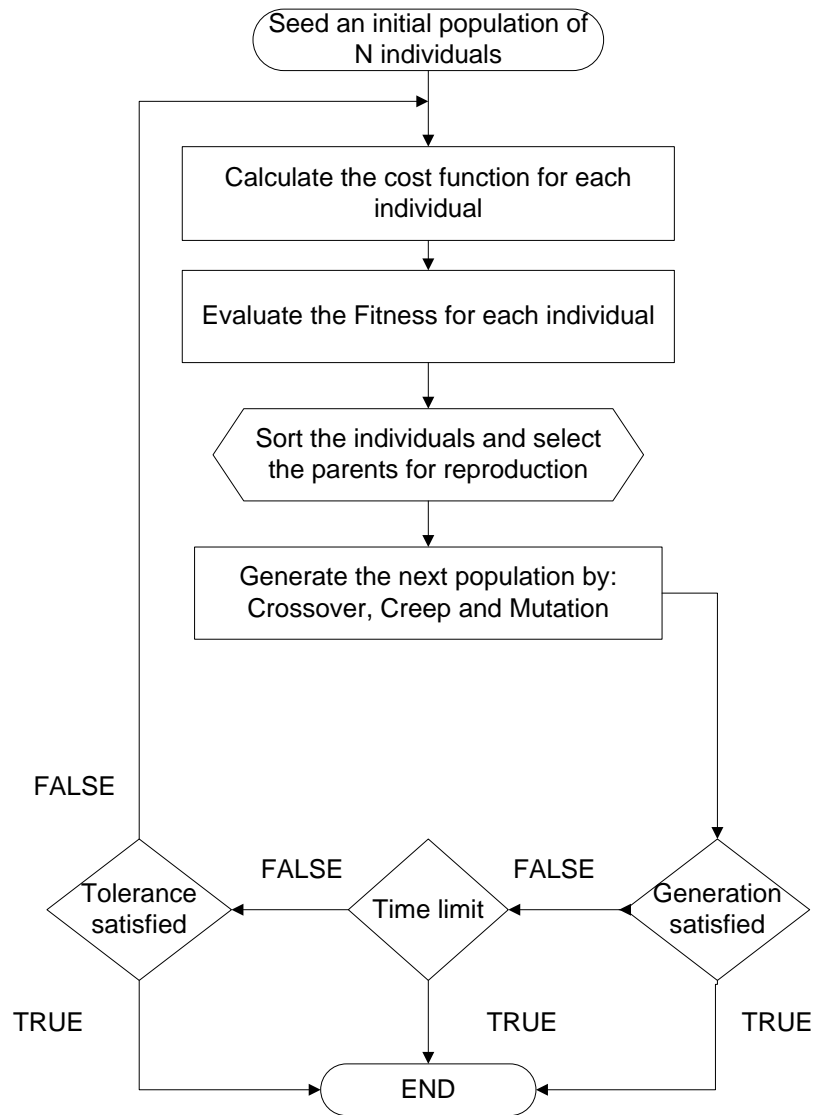 Seed an initial population of
N individuals
Calculate the cost function for each
individual
Evaluate the Fitness for each individual
Sort the individuals and select
the parents for reproduction
Generate the next population by:
Crossover, Creep and Mutation
FALSE
FALSE
FALSE
Tolerance
satisfied
Time limit
Generation
satisfied
TRUE
TRUE
TRUE
END